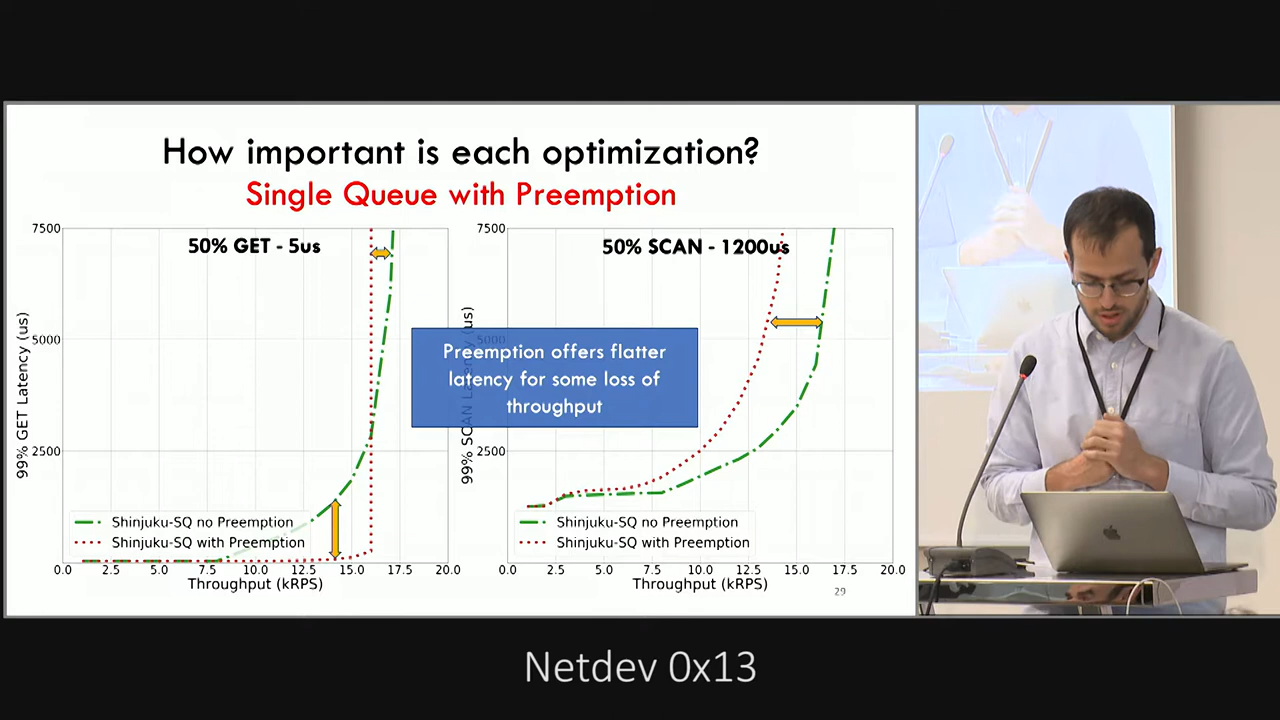 How important is each optimization?
Single Queue with Preemption
50% GET - 5us
7500
5000
2500
99% GET Latency (us)
Shinjuku-SQ no Preemption
Shinjuku-SQ with Preemption
0.0 2.5 5.0 7.5 10.0 12.5 15.0 17.5 20.0
Throughput (kRPS)
50% SCAN - 1200us
7500
5000
2500
99% SCAN Latency (us)
Shinjuku-SQ no Preemption
Shinjuku-SQ with Preemption
0.0 2.5 5.0 7.5 10.0 12.5 15.0 17.5 20.0
Throughput (kRPS)
Preemption offers flatter
latency for some loss of
throughput
29
Netdev 0x13